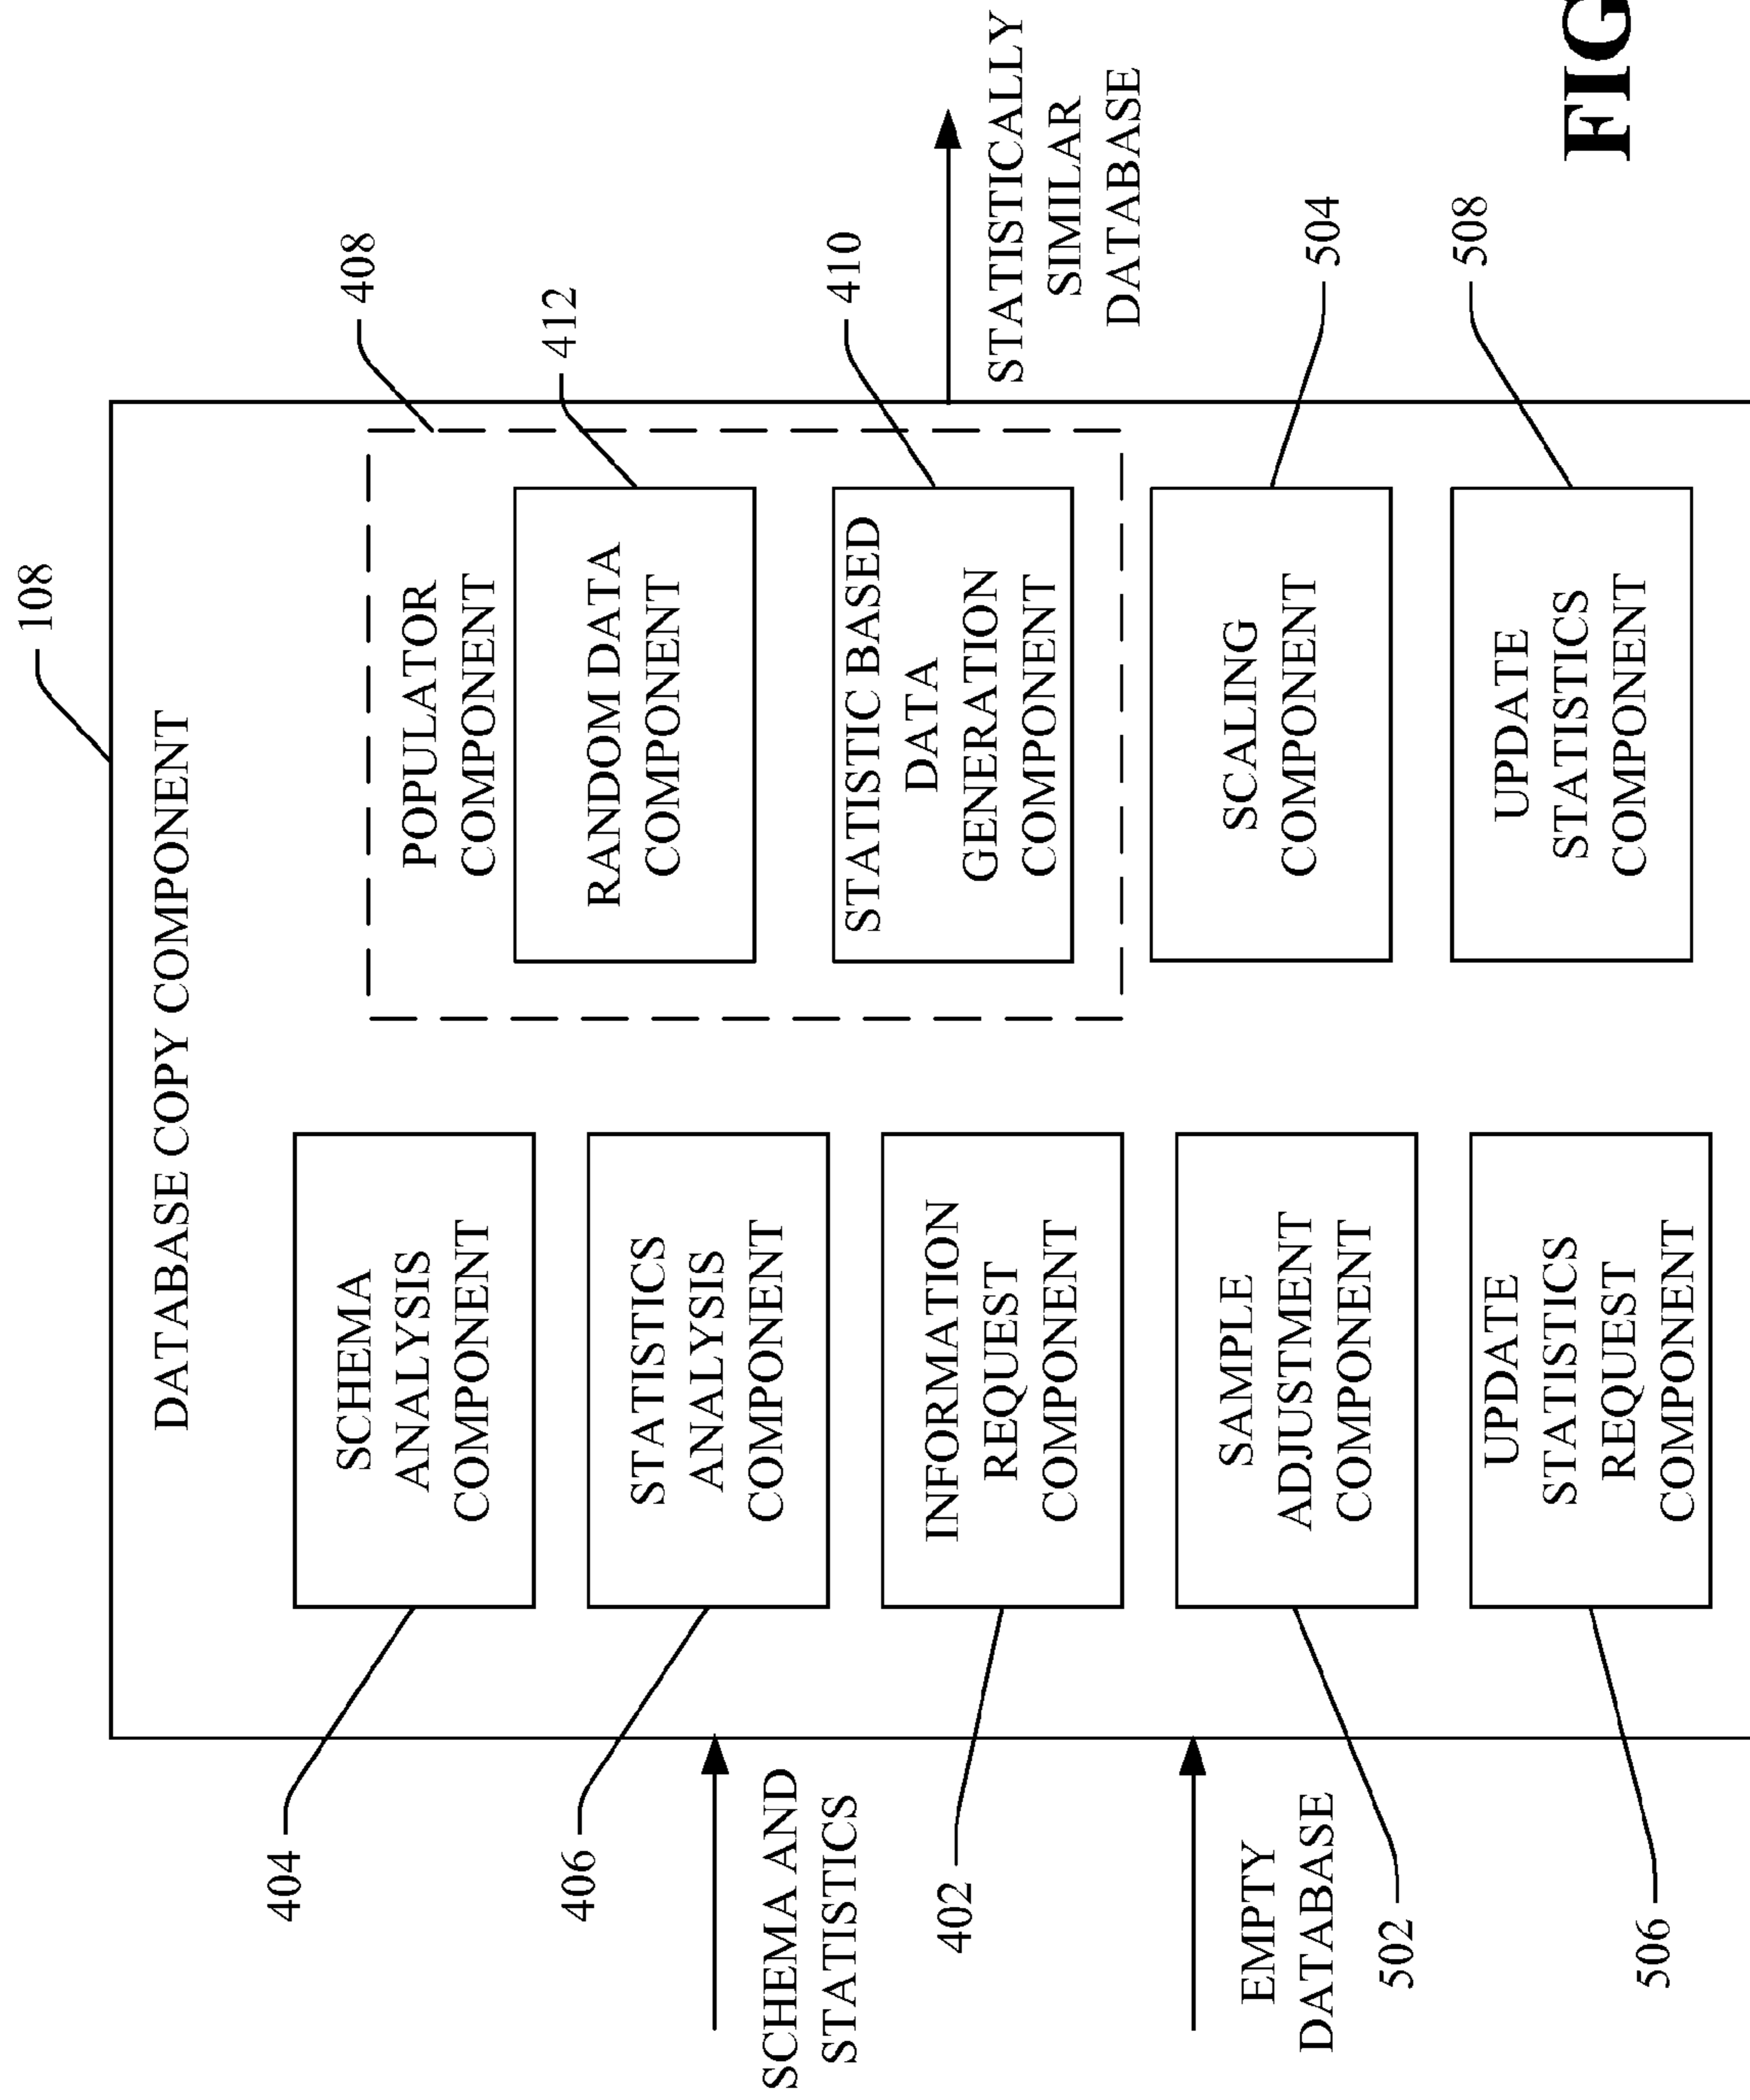 108
DATABASE COPY COMPONENT
404
SCHEMA
ANALYSIS
COMPONENT
406
STATISTICS
ANALYSIS
COMPONENT
SCHEMA AND
STATISTICS
402
INFORMATION
REQUEST
COMPONENT
EMPTY
DATABASE
502
SAMPLE
ADJUSTMENT
COMPONENT
506
UPDATE
STATISTICS
REQUEST
COMPONENT
408
POPULATOR
COMPONENT
412
RANDOM DATA
COMPONENT
410
STATISTIC BASED
DATA
GENERATION
COMPONENT
STATISTICALLY
SIMILAR
DATABASE
504
SCALING
COMPONENT
508
UPDATE
STATISTICS
COMPONENT
FIG